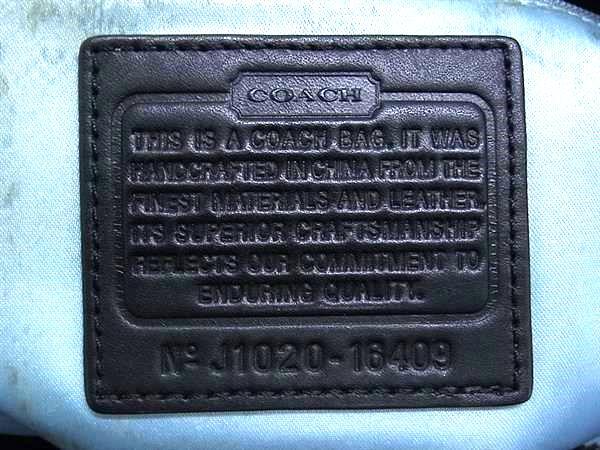 COACH
THIS IS A COACH BAG. IT WAS
HANDCRAFTED IN CHINA FROM THE
FINEST MATERIALS AND LEATHER.
ITS SUPERIOR CRAFTSMANSHIP
REFLECTS OUR COMMITMENT TO
ENDURING QUALITY.
Nº J1020-16409